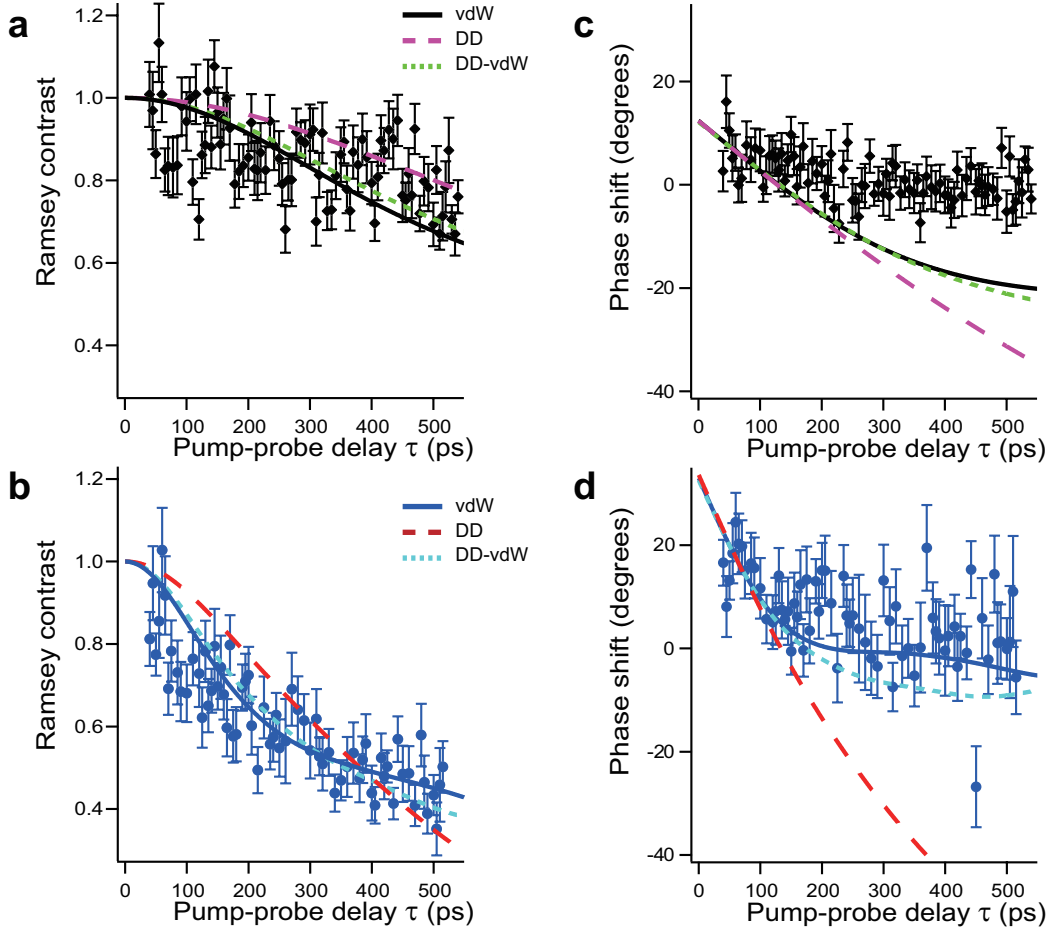 a
1.2
1.0
0.8
0.6
0.4
Ramsey contrast
vdW
DD
DD-vdW
0 100 200 300 400 500
Pump-probe delay τ (ps)
c
20
0
-20
-40
Phase shift (degrees)
0 100 200 300 400 500
Pump-probe delay τ (ps)
b
1.2
1.0
0.8
0.6
0.4
Ramsey contrast
vdW
DD
DD-vdW
0 100 200 300 400 500
Pump-probe delay τ (ps)
d
20
0
-20
-40
Phase shift (degrees)
0 100 200 300 400 500
Pump-probe delay τ (ps)